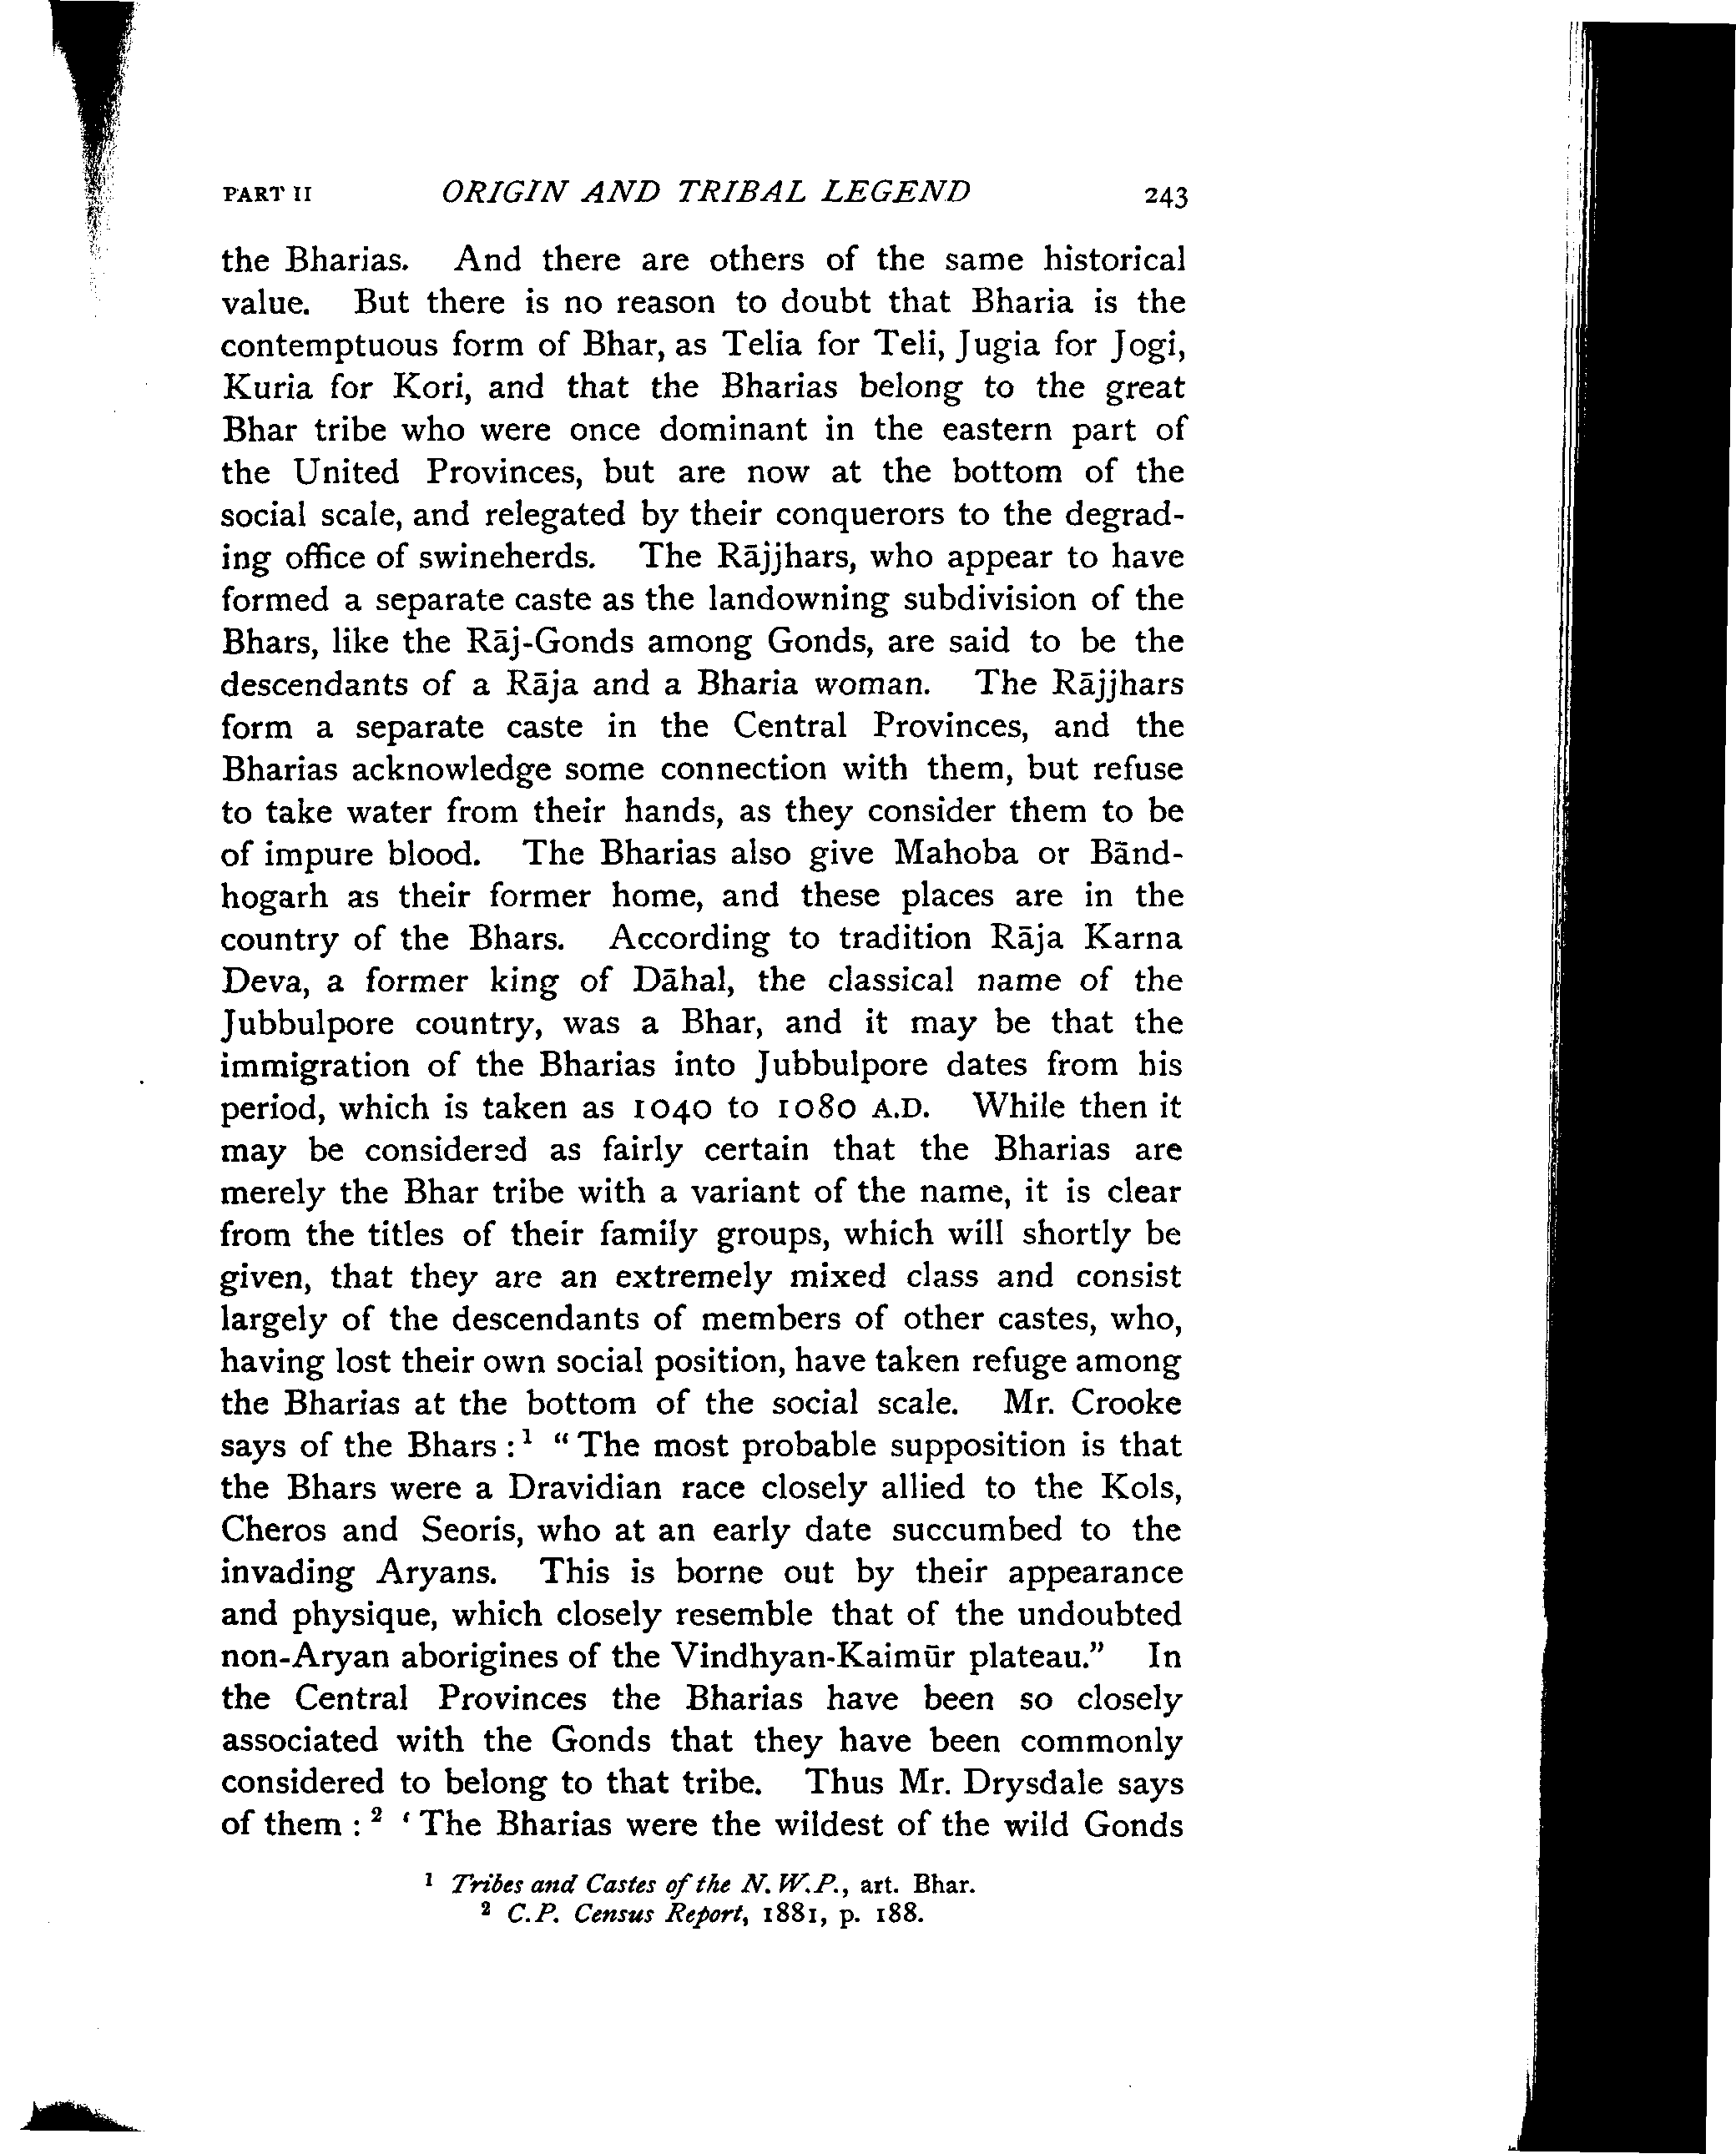 PART II ORIGIN AND TRIBAL LEGEND 243
the Bharias. And there are others of the same historical
value. But there is no reason to doubt that Bharia is the
contemptuous form of Bhar, as Telia for Teli, Jugia for Jogi,
Kuria for Kori, and that the Bharias belong to the great
Bhar tribe who were once dominant in the eastern part of
the United Provinces, but are now at the bottom of the
social scale, and relegated by their conquerors to the degrad-
ing office of swineherds. The Rājjhars, who appear to have
formed a separate caste as the landowning subdivision of the
Bhars, like the Rāj-Gonds among Gonds, are said to be the
descendants of a Rāja and a Bharia woman. The Rājjhars
form a separate caste in the Central Provinces, and the
Bharias acknowledge some connection with them, but refuse
to take water from their hands, as they consider them to be
of impure blood. The Bharias also give Mahoba or Bānd-
hogarh as their former home, and these places are in the
country of the Bhars. According to tradition Rāja Karna
Deva, a former king of Dāhal, the classical name of the
Jubbulpore country, was a Bhar, and it may be that the
immigration of the Bharias into Jubbulpore dates from his
period, which is taken as 1040 to 1080 A.D. While then it
may be considered as fairly certain that the Bharias are
merely the Bhar tribe with a variant of the name, it is clear
from the titles of their family groups, which will shortly be
given, that they are an extremely mixed class and consist
largely of the descendants of members of other castes, who,
having lost their own social position, have taken refuge among
the Bharias at the bottom of the social scale. Mr. Crooke
says of the Bhars :¹ “ The most probable supposition is that
the Bhars were a Dravidian race closely allied to the Kols,
Cheros and Seoris, who at an early date succumbed to the
invading Aryans. This is borne out by their appearance
and physique, which closely resemble that of the undoubted
non-Aryan aborigines of the Vindhyan-Kaimūr plateau.” In
the Central Provinces the Bharias have been so closely
associated with the Gonds that they have been commonly
considered to belong to that tribe. Thus Mr. Drysdale says
of them : ² ‘ The Bharias were the wildest of the wild Gonds
¹ Tribes and Castes of the N.W.P., art. Bhar.
² C.P. Census Report, 1881, p. 188.